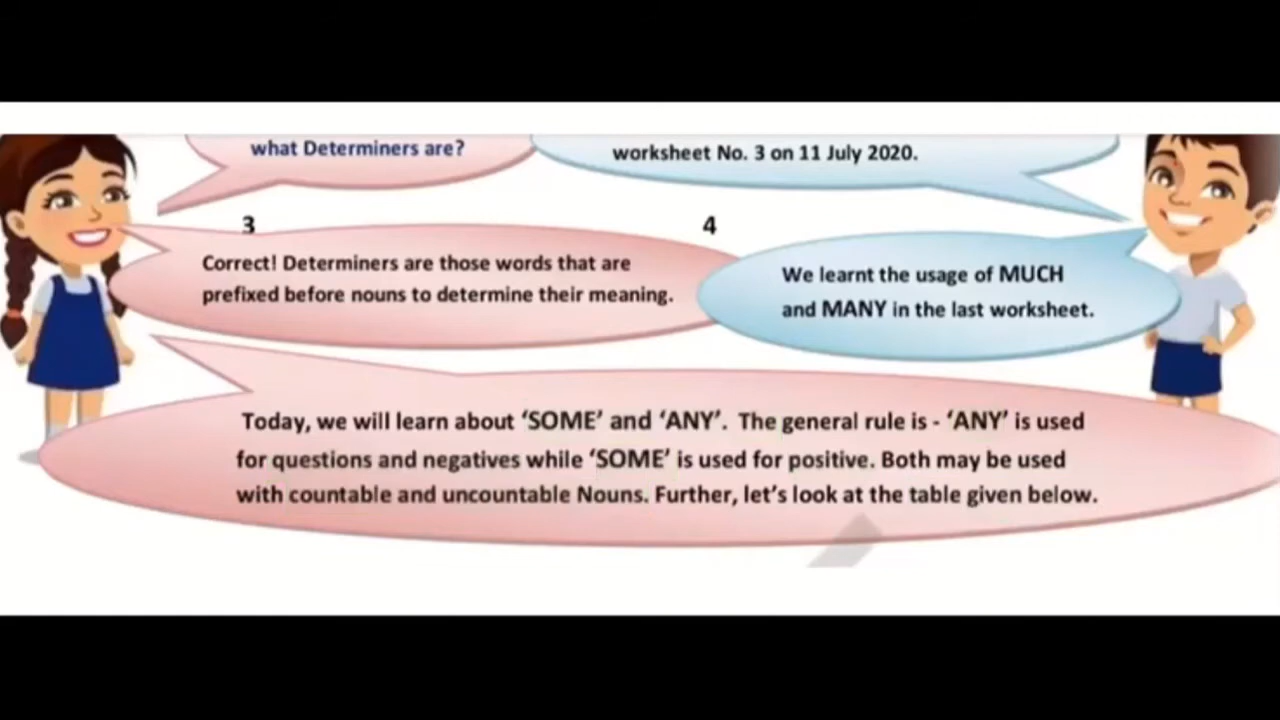 what Determiners are?
worksheet No. 3 on 11 July 2020.
3
Correct! Determiners are those words that are
prefixed before nouns to determine their meaning.
4
We learnt the usage of MUCH
and MANY in the last worksheet.
Today, we will learn about ‘SOME’ and ‘ANY’. The general rule is - ‘ANY’ is used
for questions and negatives while ‘SOME’ is used for positive. Both may be used
with countable and uncountable Nouns. Further, let’s look at the table given below.